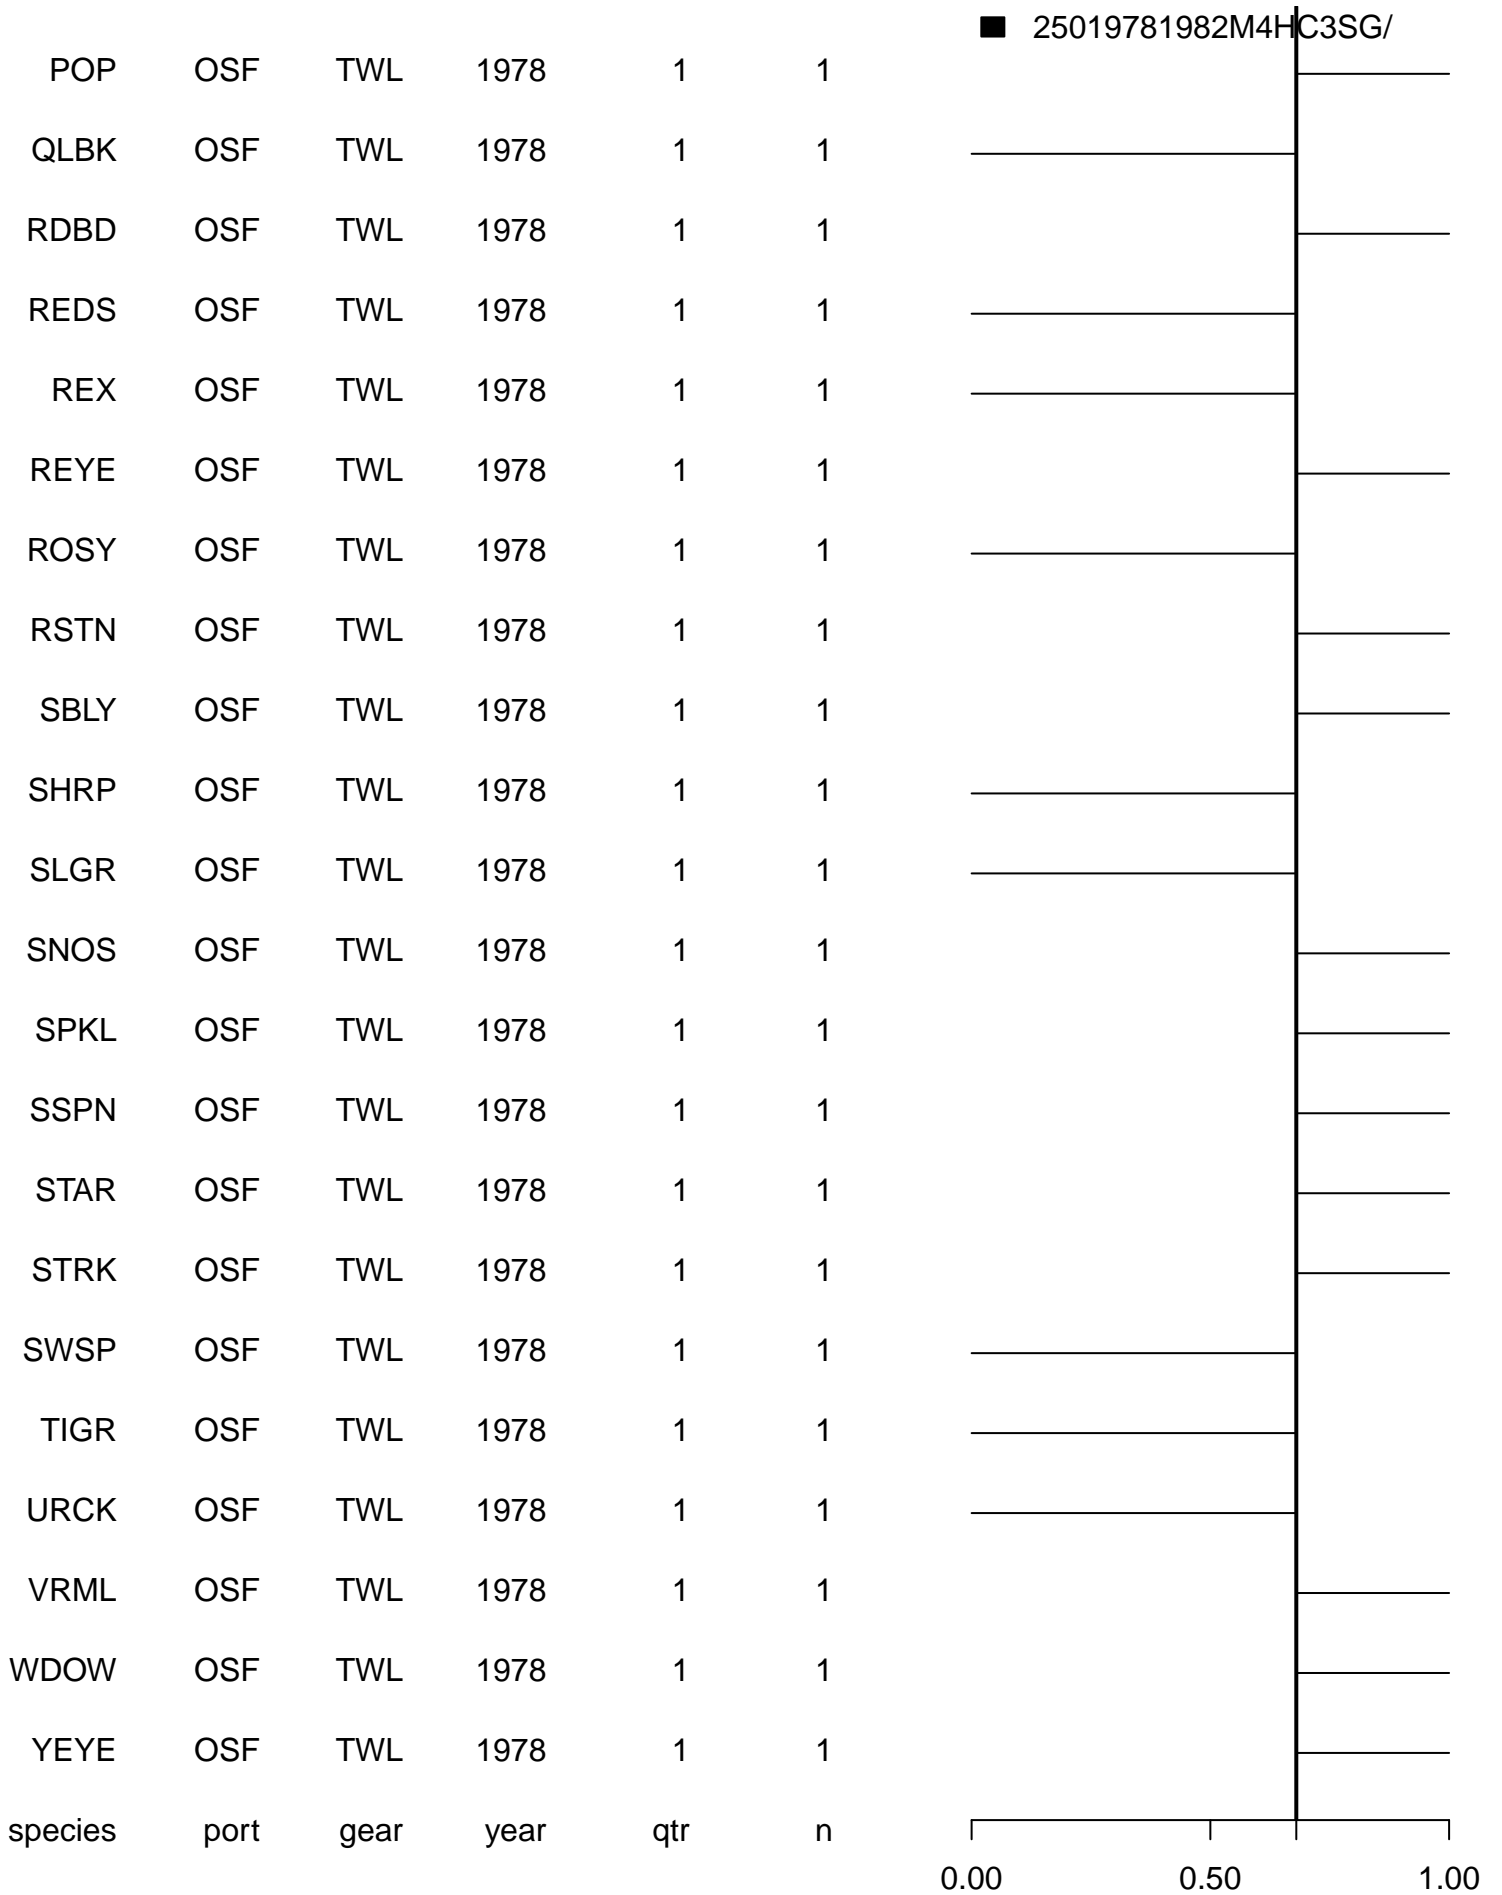 25019781982M4HC3SG/
POP OSF TWL 1978 1 1
QLBK OSF TWL 1978 1 1
RDBD OSF TWL 1978 1 1
REDS OSF TWL 1978 1 1
REX OSF TWL 1978 1 1
REYE OSF TWL 1978 1 1
ROSY OSF TWL 1978 1 1
RSTN OSF TWL 1978 1 1
SBLY OSF TWL 1978 1 1
SHRP OSF TWL 1978 1 1
SLGR OSF TWL 1978 1 1
SNOS OSF TWL 1978 1 1
SPKL OSF TWL 1978 1 1
SSPN OSF TWL 1978 1 1
STAR OSF TWL 1978 1 1
STRK OSF TWL 1978 1 1
SWSP OSF TWL 1978 1 1
TIGR OSF TWL 1978 1 1
URCK OSF TWL 1978 1 1
VRML OSF TWL 1978 1 1
WDOW OSF TWL 1978 1 1
YEYE OSF TWL 1978 1 1
species port gear year qtr n
0.00 0.50 1.00